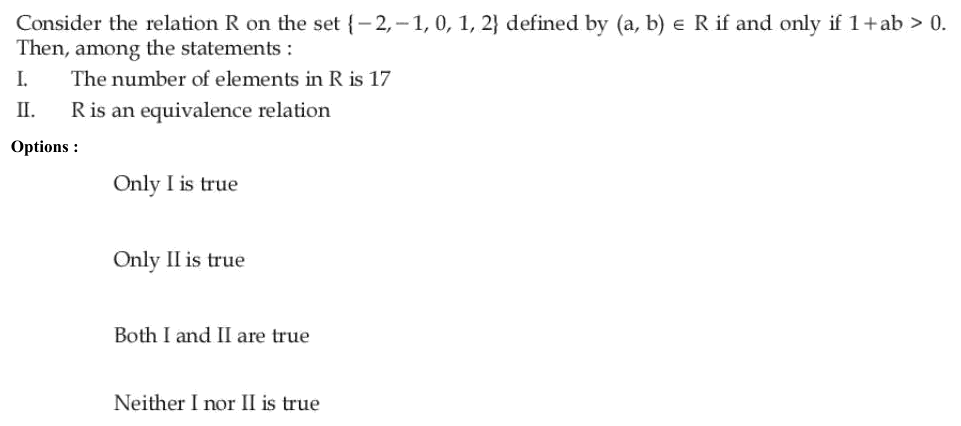 Consider the relation R on the set {−2, −1, 0, 1, 2} defined by (a, b) ∈ R if and only if 1+ab > 0.
Then, among the statements :
I. The number of elements in R is 17
II. R is an equivalence relation
Options :
Only I is true
Only II is true
Both I and II are true
Neither I nor II is true